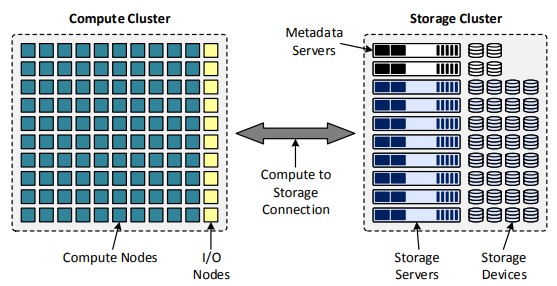 Compute Cluster
Storage Cluster
Metadata
Servers
Compute to
Storage
Connection
Compute Nodes
I/O
Nodes
Storage
Servers
Storage
Devices